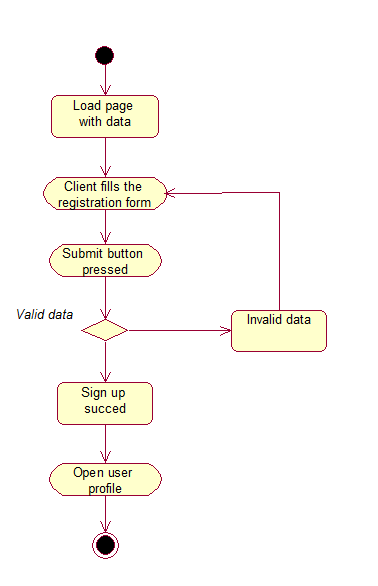 Load page
with data
Client fills the
registration form
Submit button
pressed
Valid data
Invalid data
Sign up
succed
Open user
profile